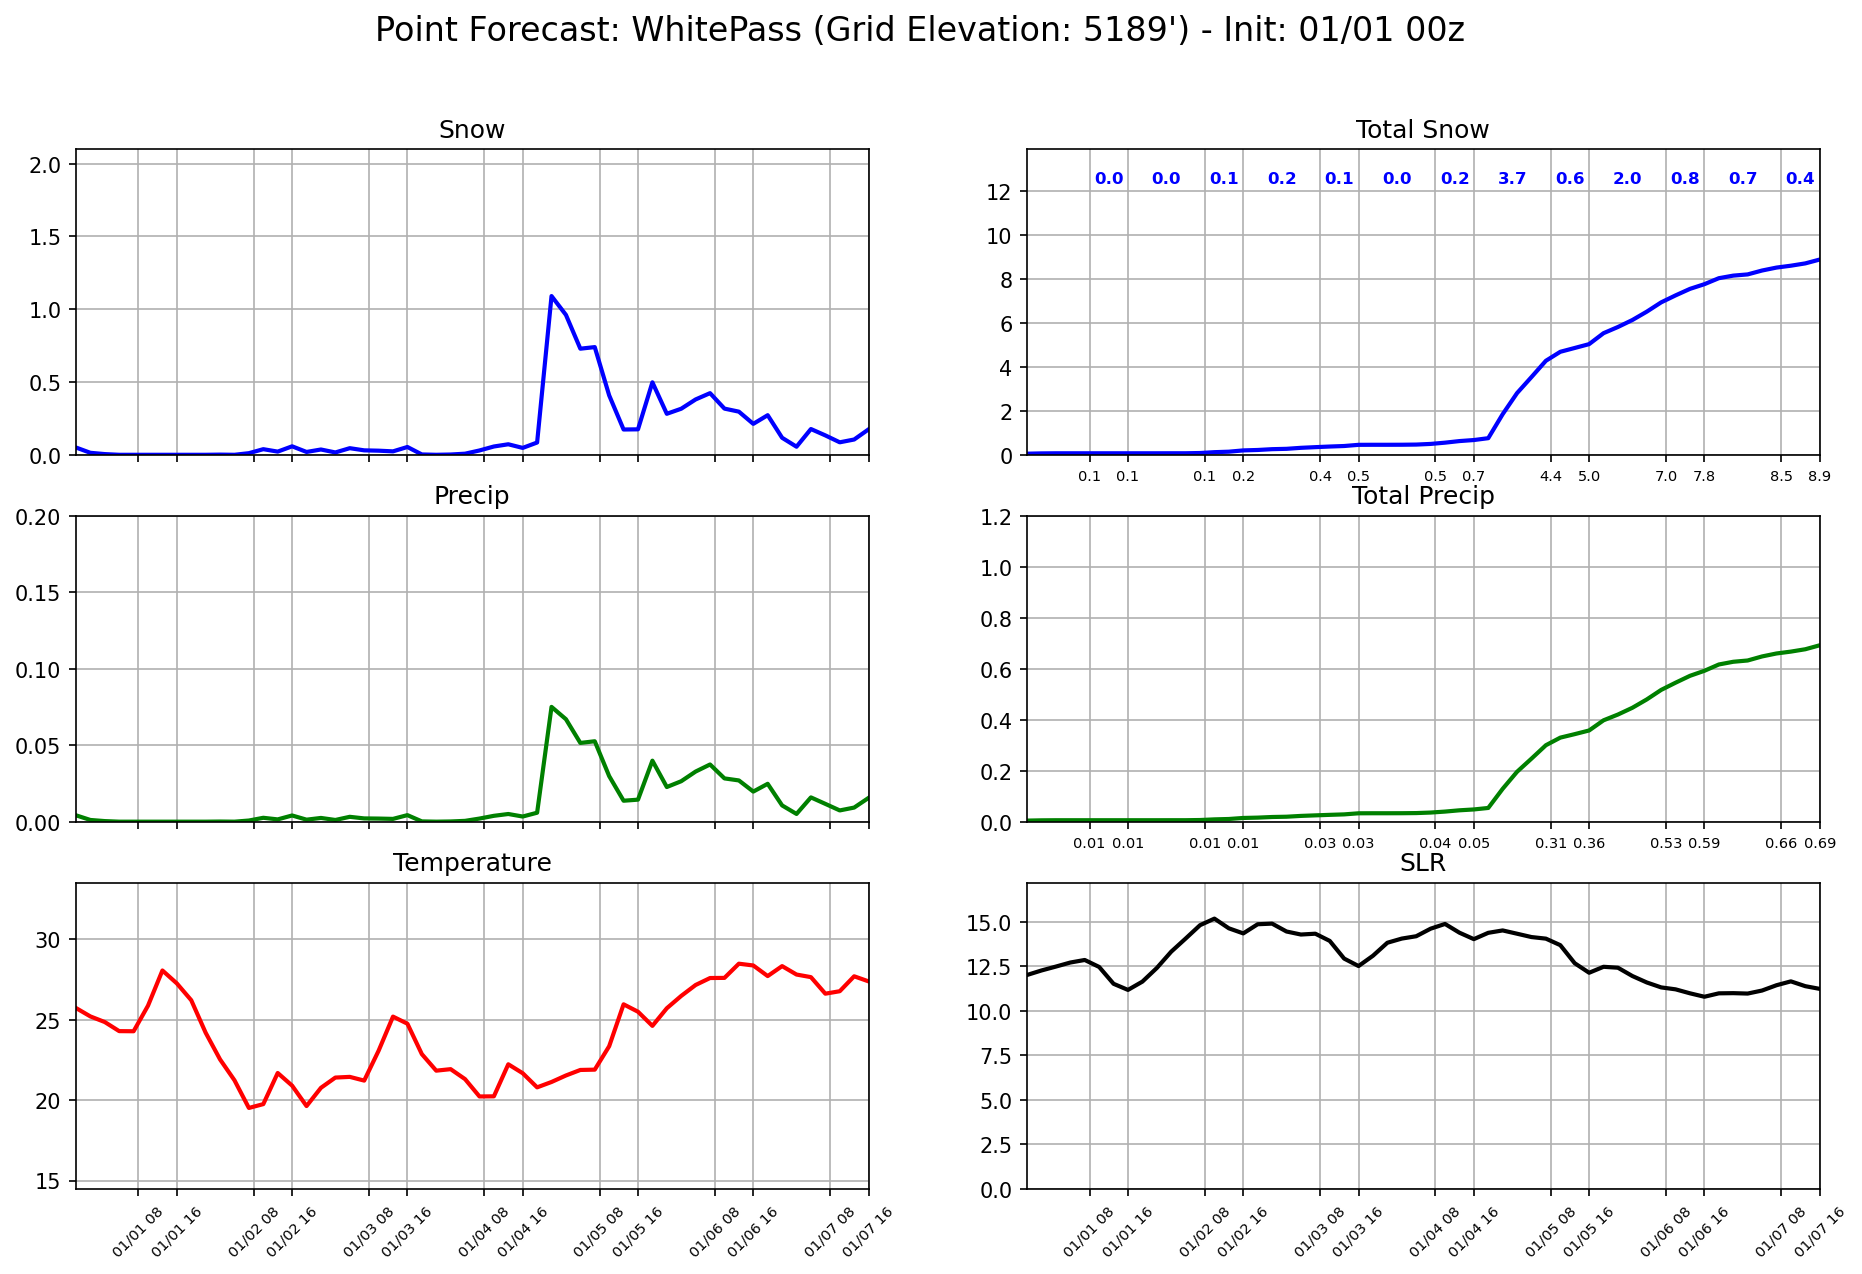 Point Forecast: WhitePass (Grid Elevation: 5189') - Init: 01/01 00z
Snow
2.0
1.5
1.0
0.5
0.0
Total Snow
0.0 0.0 0.1 0.2 0.1 0.0 0.2 3.7 0.6 2.0 0.8 0.7 0.4
12
10
8
6
4
2
0
0.1 0.1 0.1 0.2 0.4 0.5 0.5 0.7 4.4 5.0 7.0 7.8 8.5 8.9
Precip
0.20
0.15
0.10
0.05
0.00
Total Precip
1.2
1.0
0.8
0.6
0.4
0.2
0.0
0.01 0.01 0.01 0.01 0.03 0.03 0.04 0.05 0.31 0.36 0.53 0.59 0.66 0.69
Temperature
30
25
20
15
01/01 08 01/01 16 01/02 08 01/02 16 01/03 08 01/03 16 01/04 08 01/04 16 01/05 08 01/05 16 01/06 08 01/06 16 01/07 08 01/07 16
SLR
15.0
12.5
10.0
7.5
5.0
2.5
0.0
01/01 08 01/01 16 01/02 08 01/02 16 01/03 08 01/03 16 01/04 08 01/04 16 01/05 08 01/05 16 01/06 08 01/06 16 01/07 08 01/07 16